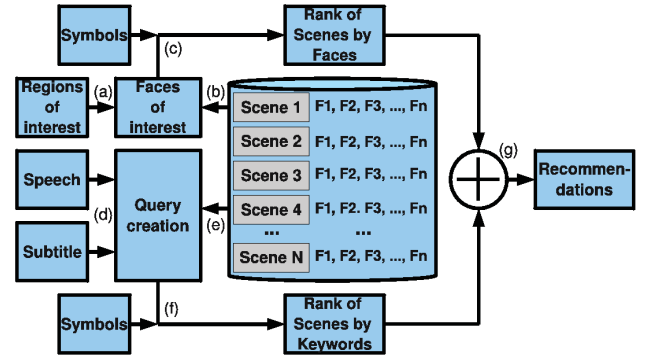 Symbols
(c)
Rank of
Scenes by
Faces
Regions
of
interest
(a)
Faces
of
interest
(b)
Scene 1 F1, F2, F3, ..., Fn
Scene 2 F1, F2, F3, ..., Fn
Scene 3 F1, F2, F3, ..., Fn
Scene 4 F1, F2. F3, ..., Fn
... ...
Scene N F1, F2, F3, ..., Fn
Speech
(d)
Subtitle
Query
creation
(e)
(g)
Recommen-
dations
Symbols
(f)
Rank of
Scenes by
Keywords